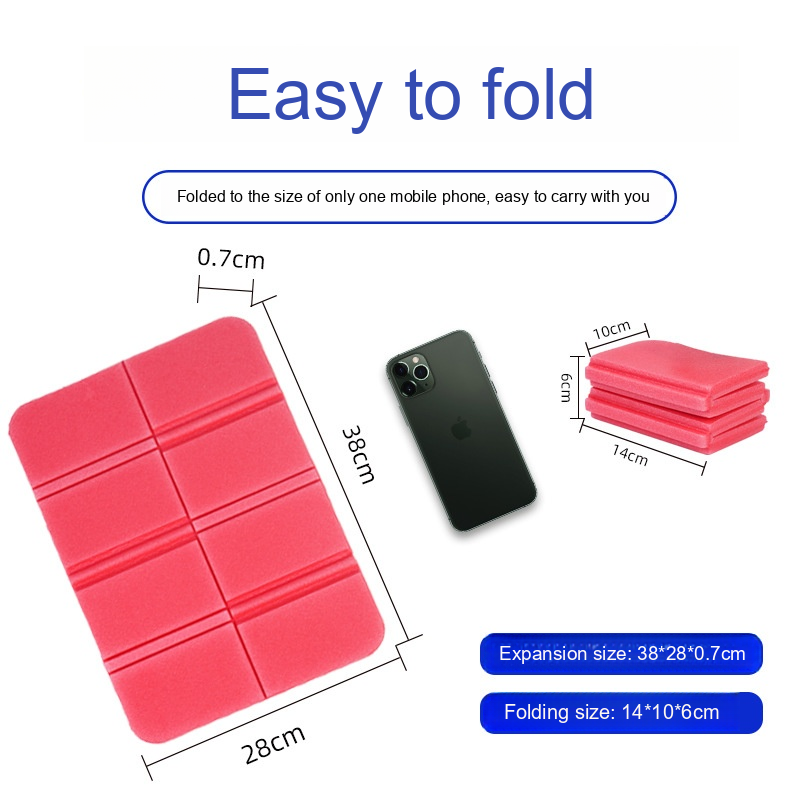 Easy to fold
Folded to the size of only one mobile phone, easy to carry with you
0.7cm
38cm
28cm
10cm
6cm
14cm
Expansion size: 38*28*0.7cm
Folding size: 14*10*6cm